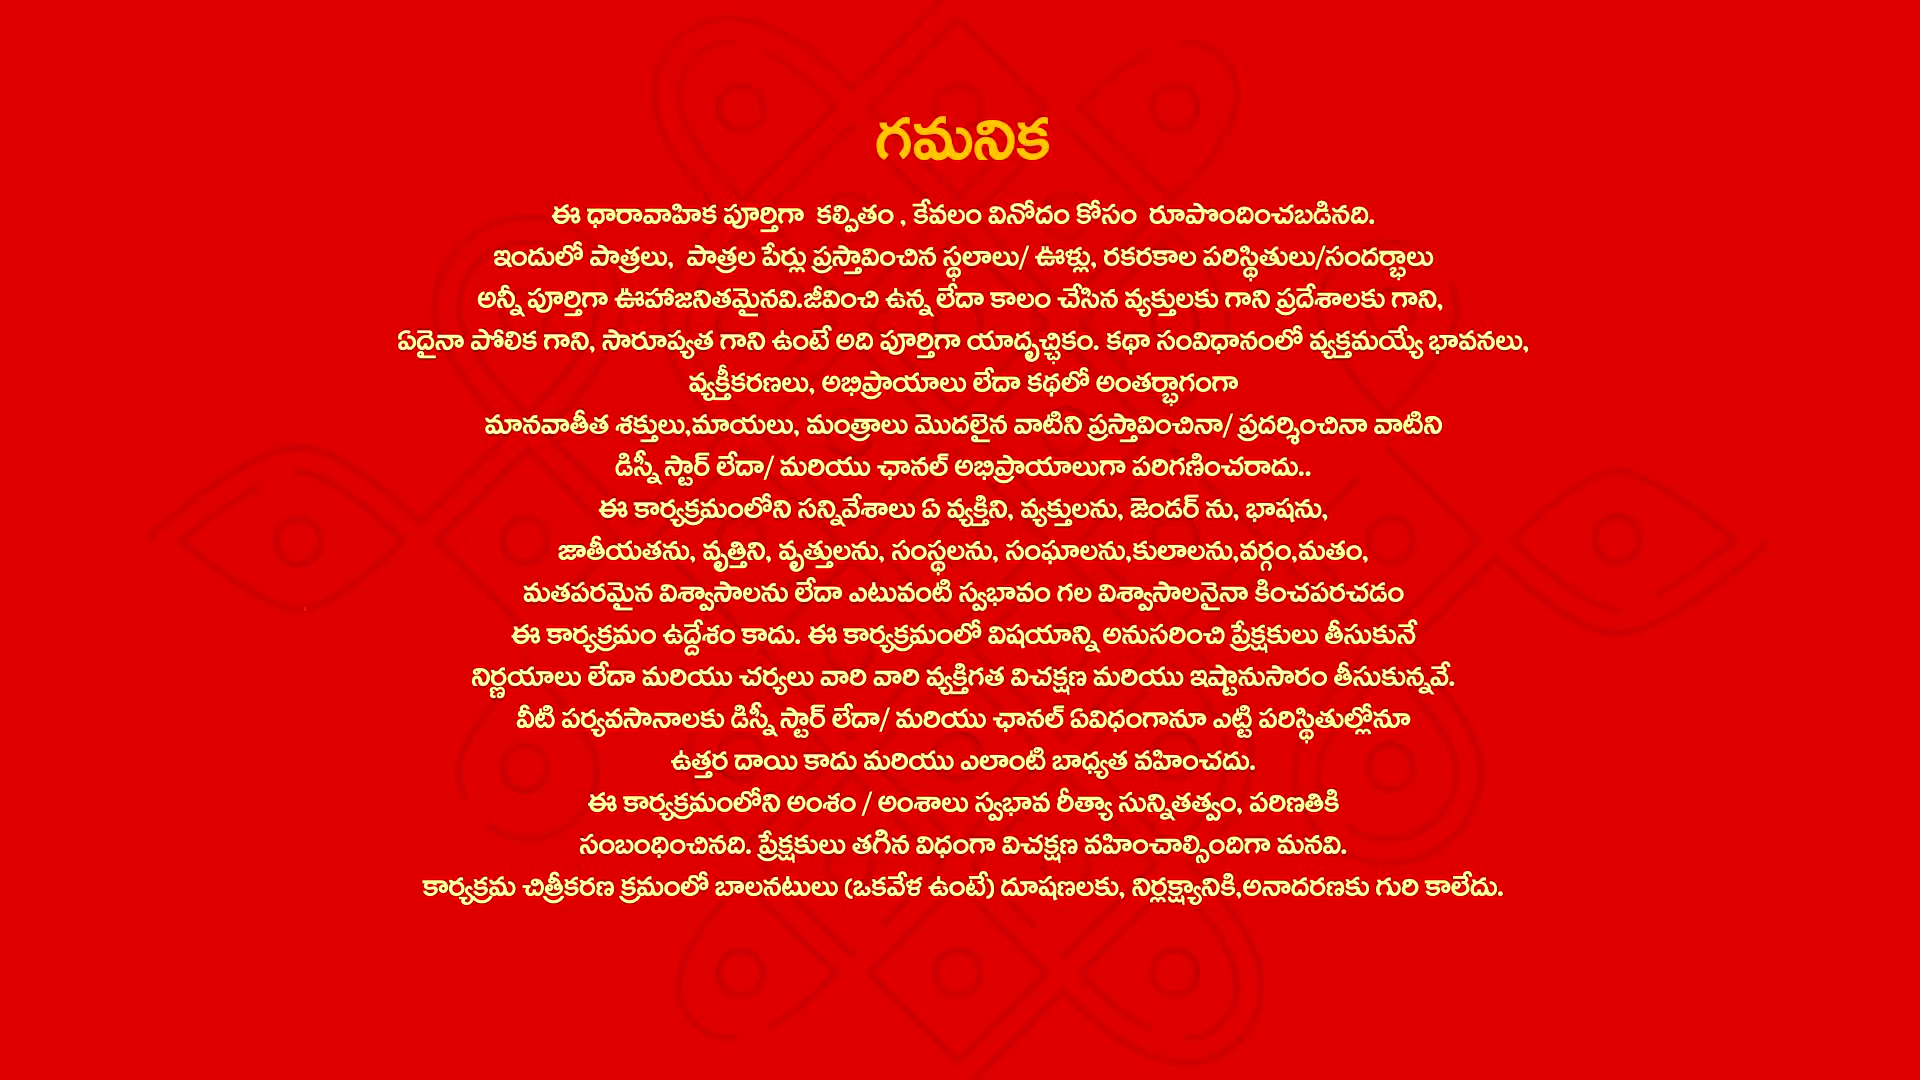 గమనిక
ఈ ధారావాహిక పూర్తిగా కల్పితం , కేవలం వినోదం కోసం రూపొందించబడినది.
ఇందులో పాత్రలు, పాత్రల పేర్లు ప్రస్తావించిన స్థలాలు/ ఊళ్లు, రకరకాల పరిస్థితులు/సందర్భాలు
అన్నీ పూర్తిగా ఊహాజనితమైనవి.జీవించి ఉన్న లేదా కాలం చేసిన వ్యక్తులకు గాని ప్రదేశాలకు గాని,
ఏదైనా పోలిక గాని, సారూప్యత గాని ఉంటే అది పూర్తిగా యాదృచ్ఛికం. కథా సంవిధానంలో వ్యక్తమయ్యే భావనలు,
వ్యక్తీకరణలు, అభిప్రాయాలు లేదా కథలో అంతర్భాగంగా
మానవాతీత శక్తులు,మాయలు, మంత్రాలు మొదలైన వాటిని ప్రస్తావించినా/ ప్రదర్శించినా వాటిని
డిస్నీ స్టార్ లేదా/ మరియు ఛానల్ అభిప్రాయాలుగా పరిగణించరాదు..
ఈ కార్యక్రమంలోని సన్నివేశాలు ఏ వ్యక్తిని, వ్యక్తులను, జెండర్ ను, భాషను,
జాతీయతను, వృత్తిని, వృత్తులను, సంస్థలను, సంఘాలను,కులాలను,వర్గం,మతం,
మతపరమైన విశ్వాసాలను లేదా ఎటువంటి స్వభావం గల విశ్వాసాలనైనా కించపరచడం
ఈ కార్యక్రమం ఉద్దేశం కాదు. ఈ కార్యక్రమంలో విషయాన్ని అనుసరించి ప్రేక్షకులు తీసుకునే
నిర్ణయాలు లేదా మరియు చర్యలు వారి వారి వ్యక్తిగత విచక్షణ మరియు ఇష్టానుసారం తీసుకున్నవే.
వీటి పర్యవసానాలకు డిస్నీ స్టార్ లేదా/ మరియు ఛానల్ ఏవిధంగానూ ఎట్టి పరిస్థితుల్లోనూ
ఉత్తర దాయి కాదు మరియు ఎలాంటి బాధ్యత వహించదు.
ఈ కార్యక్రమంలోని అంశం / అంశాలు స్వభావ రీత్యా సున్నితత్వం, పరిణతికి
సంబంధించినది. ప్రేక్షకులు తగిన విధంగా విచక్షణ వహించాల్సిందిగా మనవి.
కార్యక్రమ చిత్రీకరణ క్రమంలో బాలనటులు (ఒకవేళ ఉంటే) దూషణలకు, నిర్లక్ష్యానికి,అనాదరణకు గురి కాలేదు.